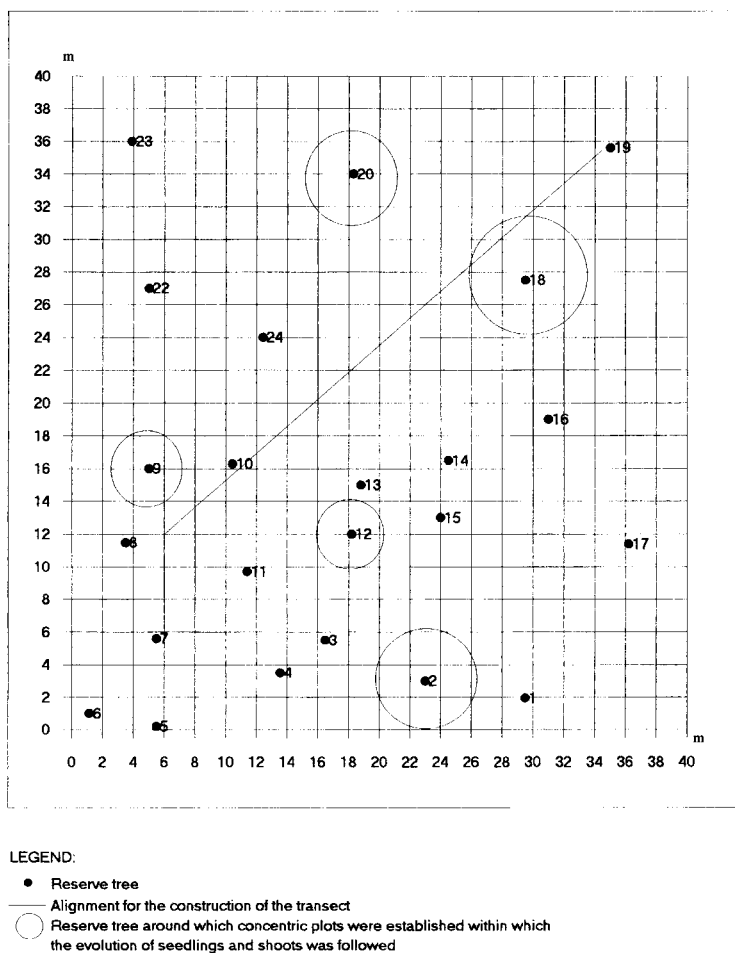 m
40
38
36 23
19
34 20
32
30
28 18
26 22
24 24
22
20
18 16
16 9 10 14
14 13
12 8 12 15 17
10 11
8
6 7 3
4 4 2
2 6 1
0 5
m
0 2 4 6 8 10 12 14 16 18 20 22 24 26 28 30 32 34 36 38 40
LEGEND:
Reserve tree
Alignment for the construction of the transect
Reserve tree around which concentric plots were established within which
the evolution of seedlings and shoots was followed